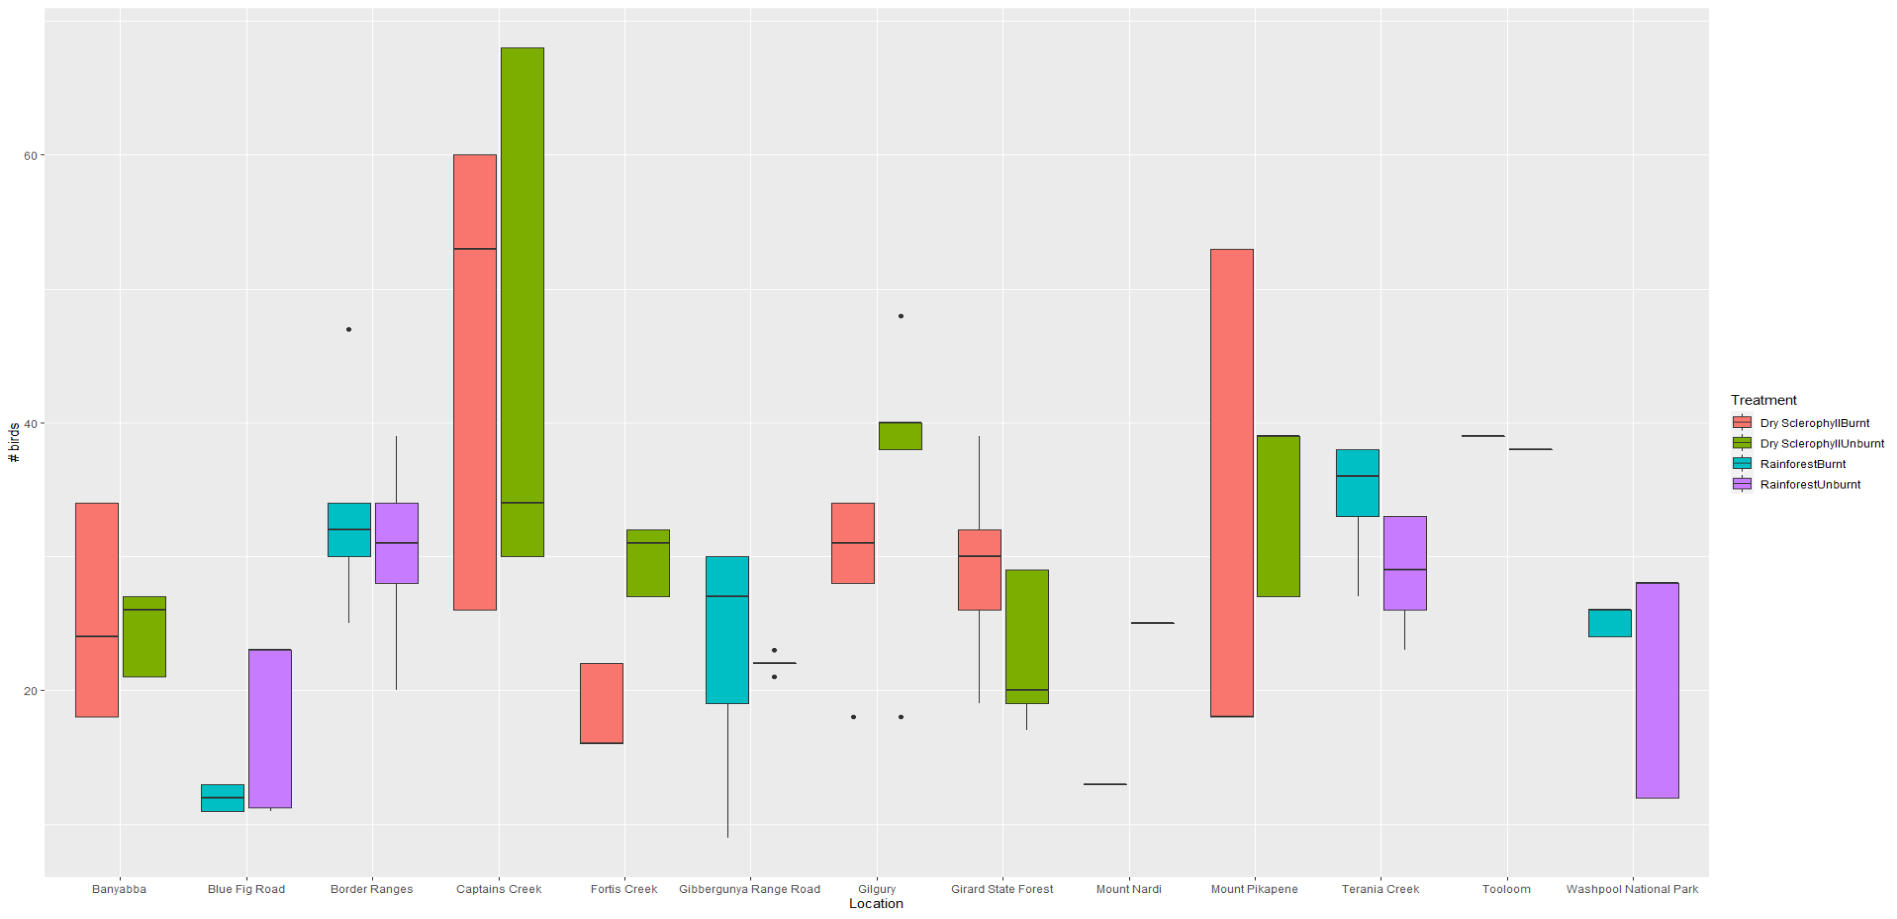 60
40
20
# birds
Banyabba
Blue Fig Road
Border Ranges
Captains Creek
Fortis Creek
Gibbergunya Range Road
Gilgury
Girard State Forest
Mount Nardi
Mount Pikapene
Terania Creek
Tooloom
Washpool National Park
Location
Treatment
Dry SclerophyllBurnt
Dry SclerophyllUnburnt
RainforestBurnt
RainforestUnburnt